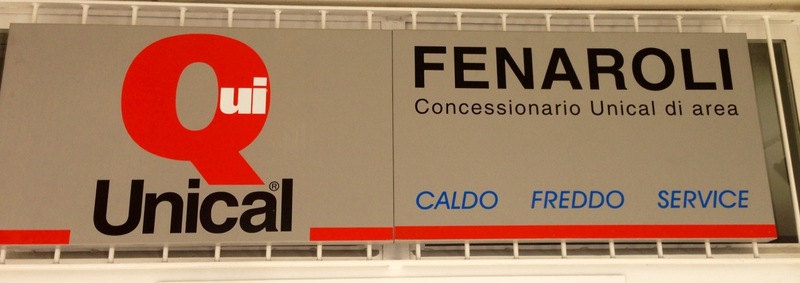 Qui
Unical®
FENAROLI
Concessionario Unical di area
CALDO FREDDO SERVICE